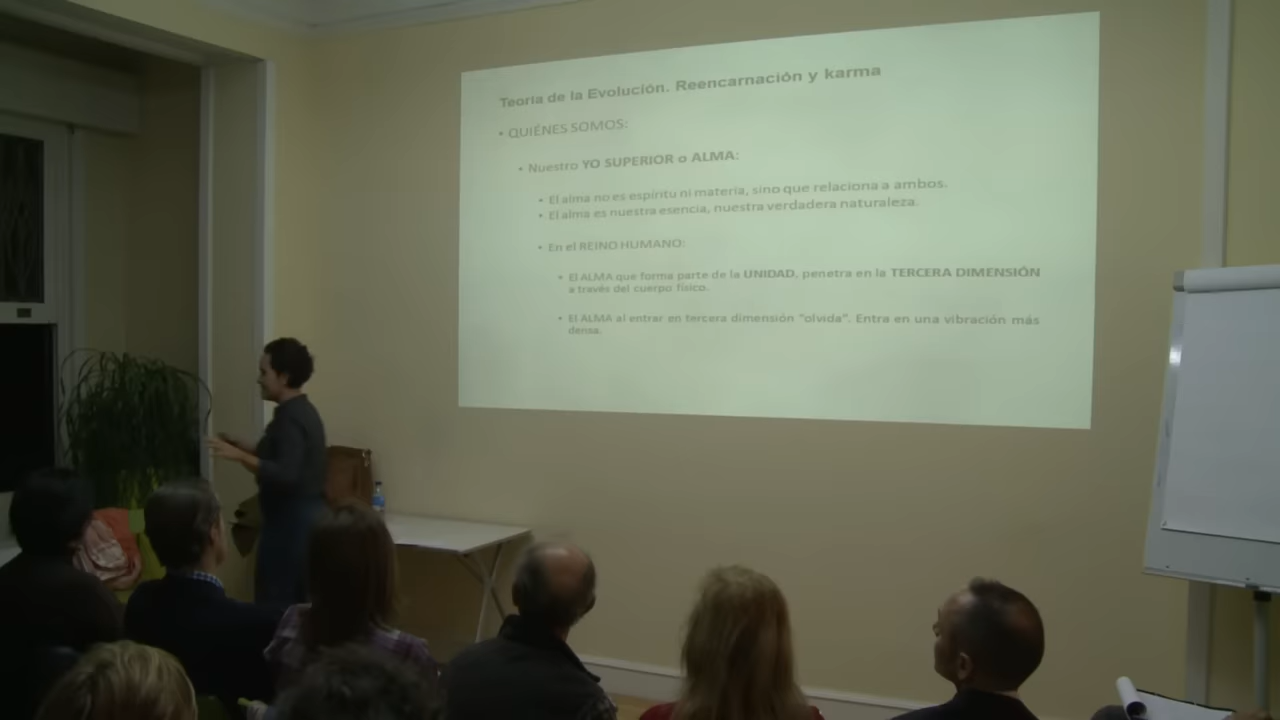 Teoría de la Evolución. Reencarnación y karma
• QUIÉNES SOMOS:
• Nuestro YO SUPERIOR o ALMA:
• El alma no es espíritu ni materia, sino que relaciona a ambos.
• El alma es nuestra esencia, nuestra verdadera naturaleza.
• En el REINO HUMANO:
• El ALMA que forma parte de la UNIDAD, penetra en la TERCERA DIMENSIÓN
a través del cuerpo físico.
• El ALMA al entrar en tercera dimensión "olvida". Entra en una vibración más
densa.